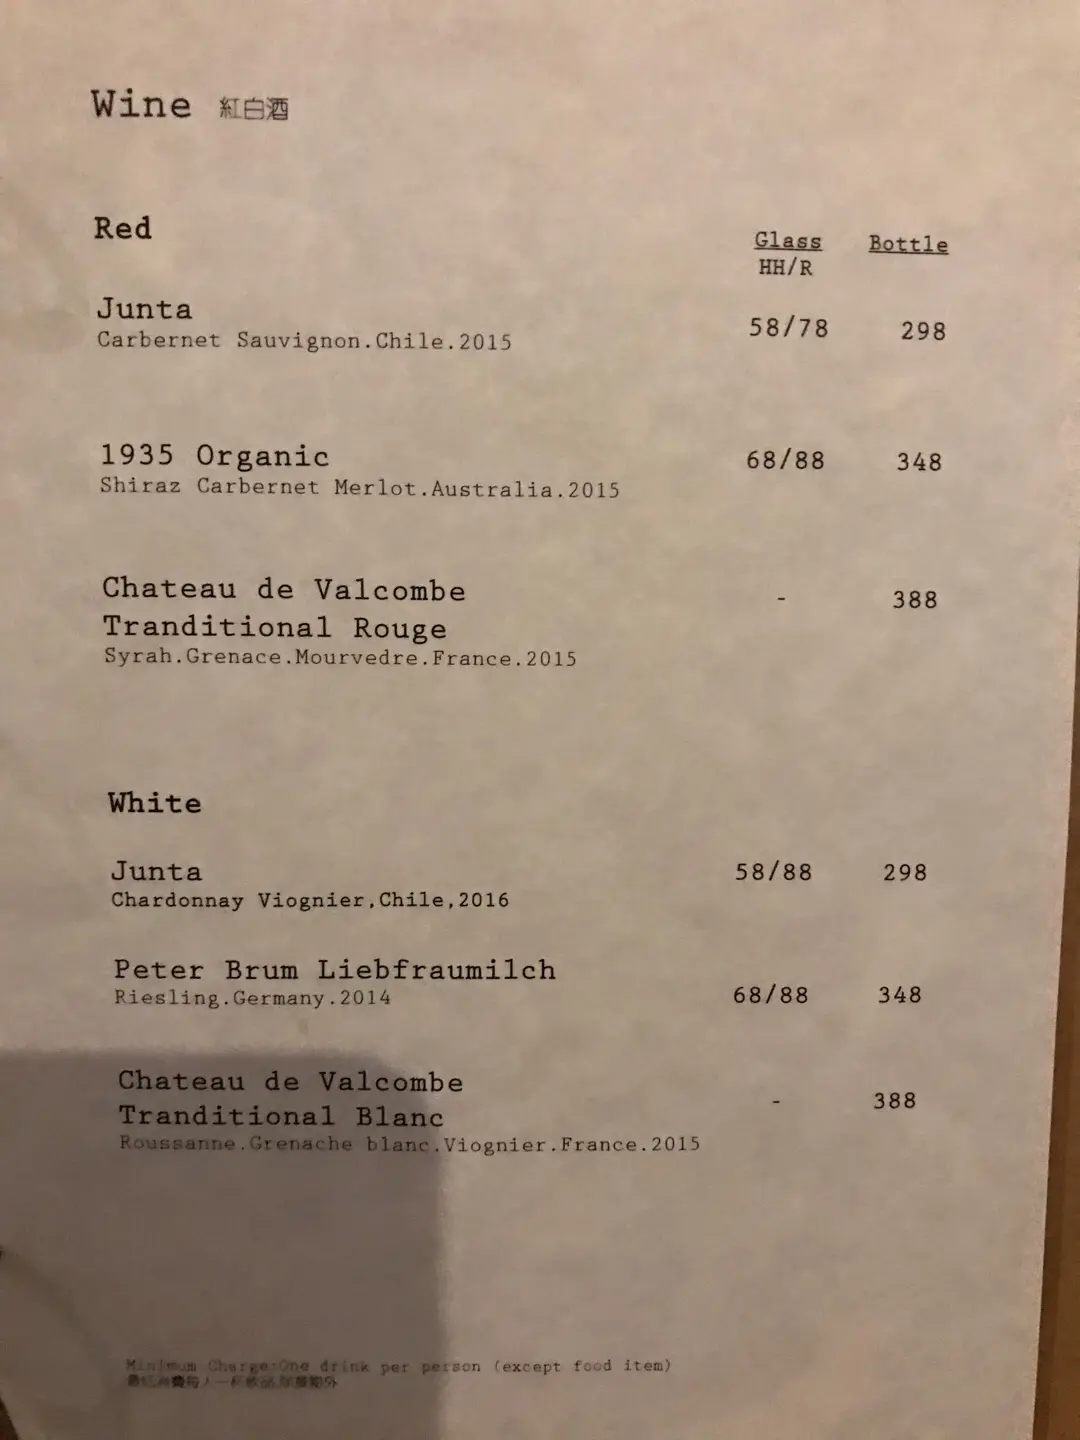 Wine 紅白酒
Red
Glass Bottle
HH/R
Junta
Carbernet Sauvignon.Chile.2015
58/78 298
1935 Organic
Shiraz Carbernet Merlot.Australia.2015
68/88 348
Chateau de Valcombe
Tranditional Rouge
Syrah.Grenace.Mourvedre.France.2015
- 388
White
Junta
Chardonnay Viognier,Chile,2016
58/88 298
Peter Brum Liebfraumilch
Riesling.Germany.2014
68/88 348
Chateau de Valcombe
Tranditional Blanc
Roussanne.Grenache blanc.Viognier.France.2015
- 388
Minimum Charge:One drink per person (except food item)